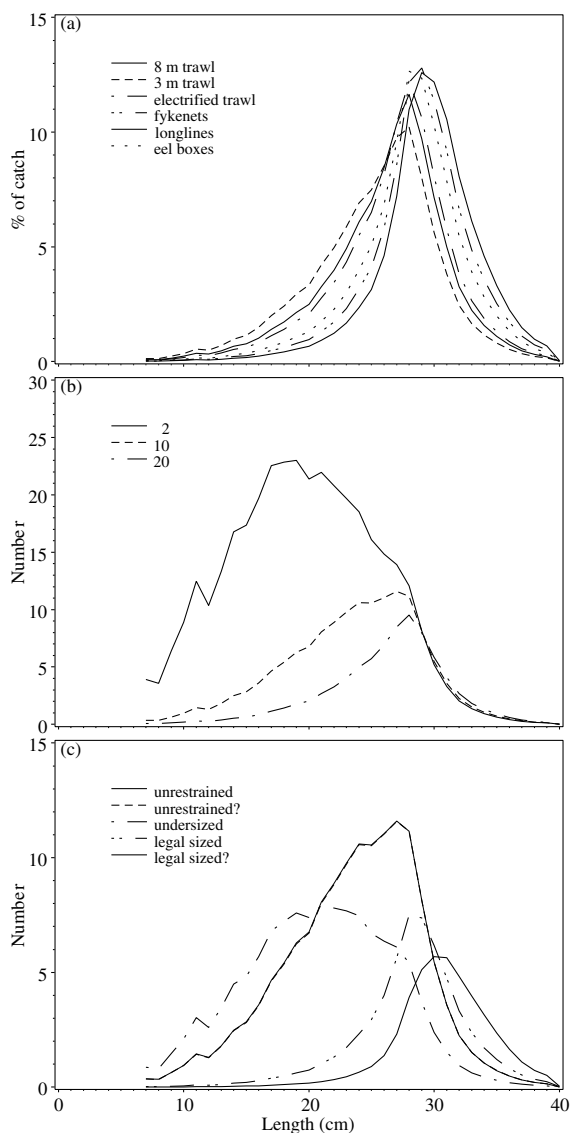 (a)
15
10
5
0
% of catch
8 m trawl
3 m trawl
electrified trawl
fykenets
longlines
eel boxes
(b)
30
25
20
15
10
5
0
Number
2
10
20
(c)
15
10
5
0
Number
unrestrained
unrestrained?
undersized
legal sized
legal sized?
0 10 20 30 40
Length (cm)